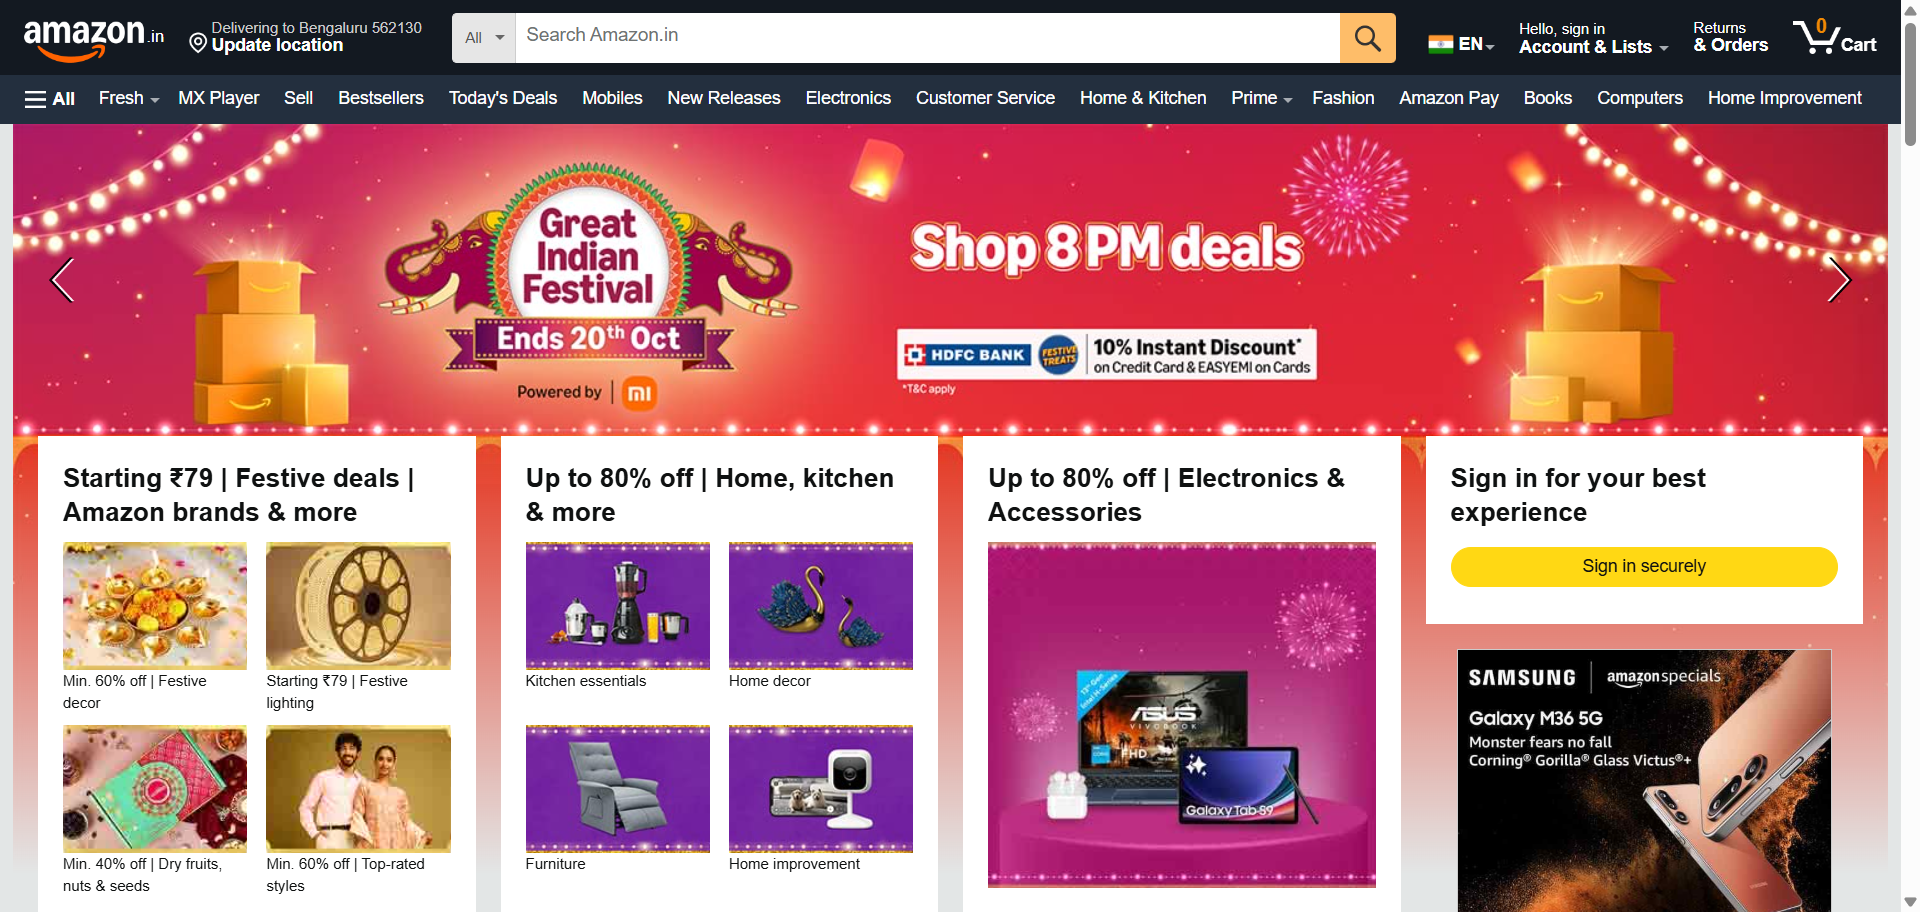 amazon.in
Delivering to Bengaluru 562130
Update location
All
Search Amazon.in
EN
Hello, sign in
Account & Lists
Returns
& Orders
0
Cart
All
Fresh
MX Player
Sell
Bestsellers
Today's Deals
Mobiles
New Releases
Electronics
Customer Service
Home & Kitchen
Prime
Fashion
Amazon Pay
Books
Computers
Home Improvement
Great
Indian
Festival
Ends 20th Oct
Powered by mi
Shop 8 PM deals
HDFC BANK
FESTIVE
TREATS
10% Instant Discount*
on Credit Card & EASYEMI on Cards
*T&C apply
Starting ₹79 | Festive deals |
Amazon brands & more
Min. 60% off | Festive
decor
Starting ₹79 | Festive
lighting
Min. 40% off | Dry fruits,
nuts & seeds
Min. 60% off | Top-rated
styles
Up to 80% off | Home, kitchen
& more
Kitchen essentials
Home decor
Furniture
Home improvement
Up to 80% off | Electronics &
Accessories
13th Gen
Intel H-Series
ASUS
VIVOBOOK
FHD
Galaxy Tab S9
Sign in for your best
experience
Sign in securely
SAMSUNG
amazonspecials
Galaxy M36 5G
Monster fears no fall
Corning® Gorilla® Glass Victus®+
SAMSUNG